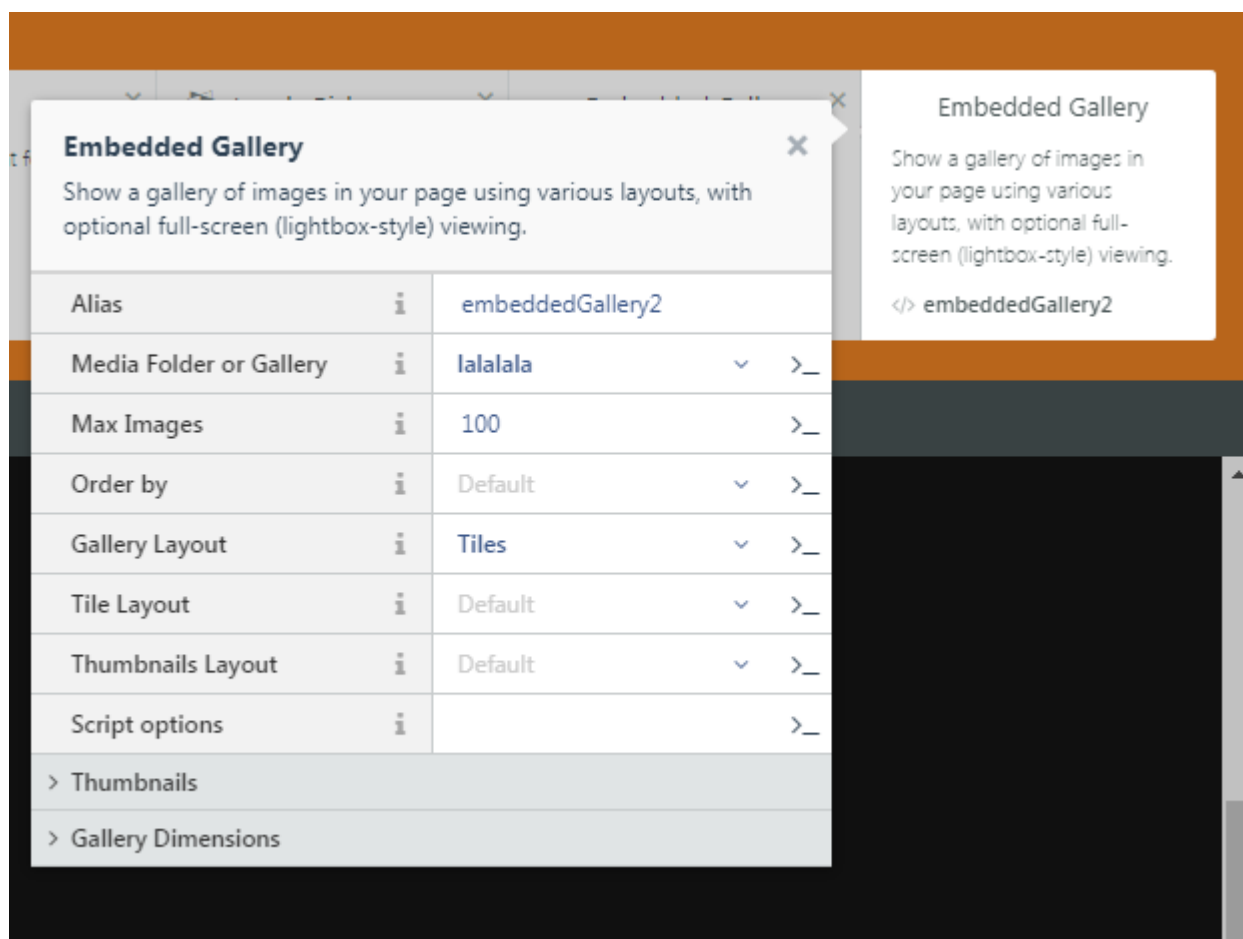 Embedded Gallery
Show a gallery of images in your page using various layouts, with
optional full-screen (lightbox-style) viewing.
Alias
embeddedGallery2
Media Folder or Gallery
lalalala
Max Images
100
Order by
Default
Gallery Layout
Tiles
Tile Layout
Default
Thumbnails Layout
Default
Script options
Thumbnails
Gallery Dimensions
Embedded Gallery
Show a gallery of images in
your page using various
layouts, with optional full-
screen (lightbox-style) viewing.
</> embeddedGallery2